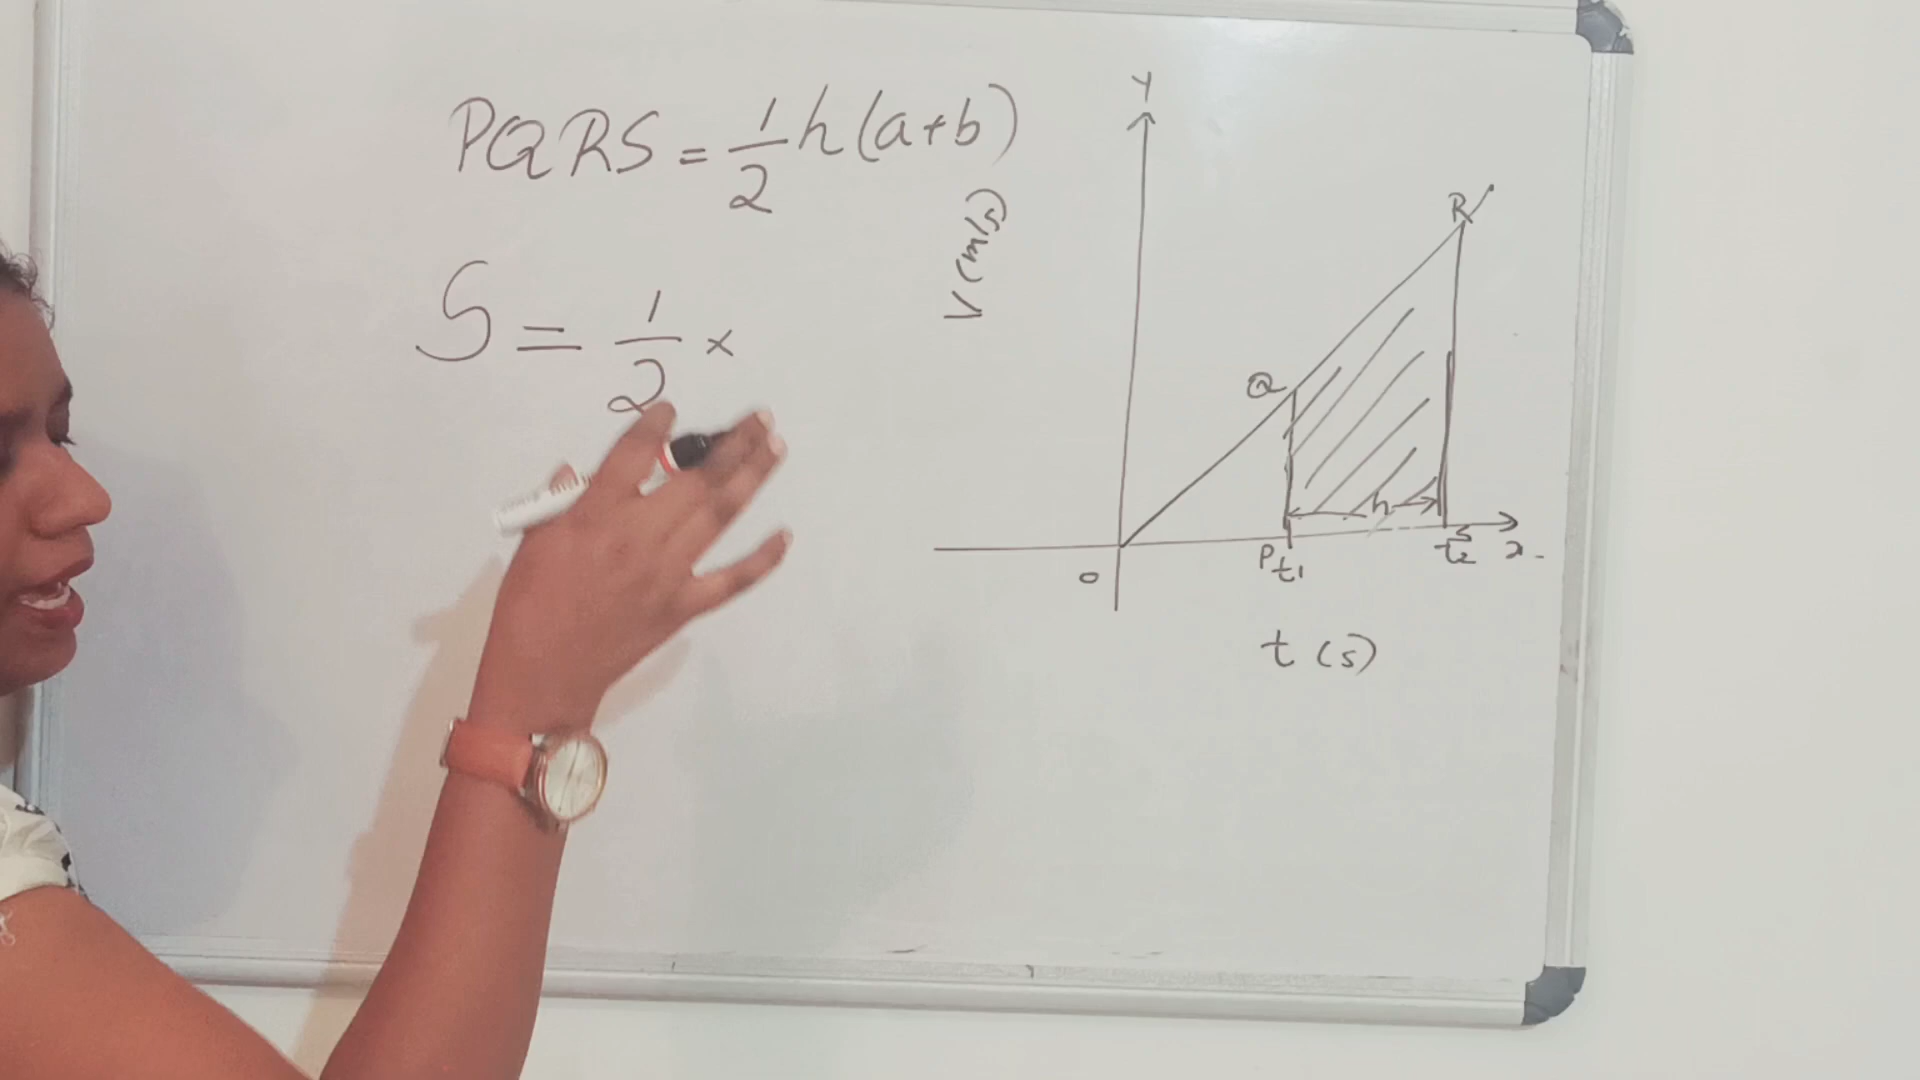 PQRS = 1/2 h (a+b)
S = 1/2 ×
Y
V (m/s)
R
Q
h
S
O
P t1
t2
x
t (s)